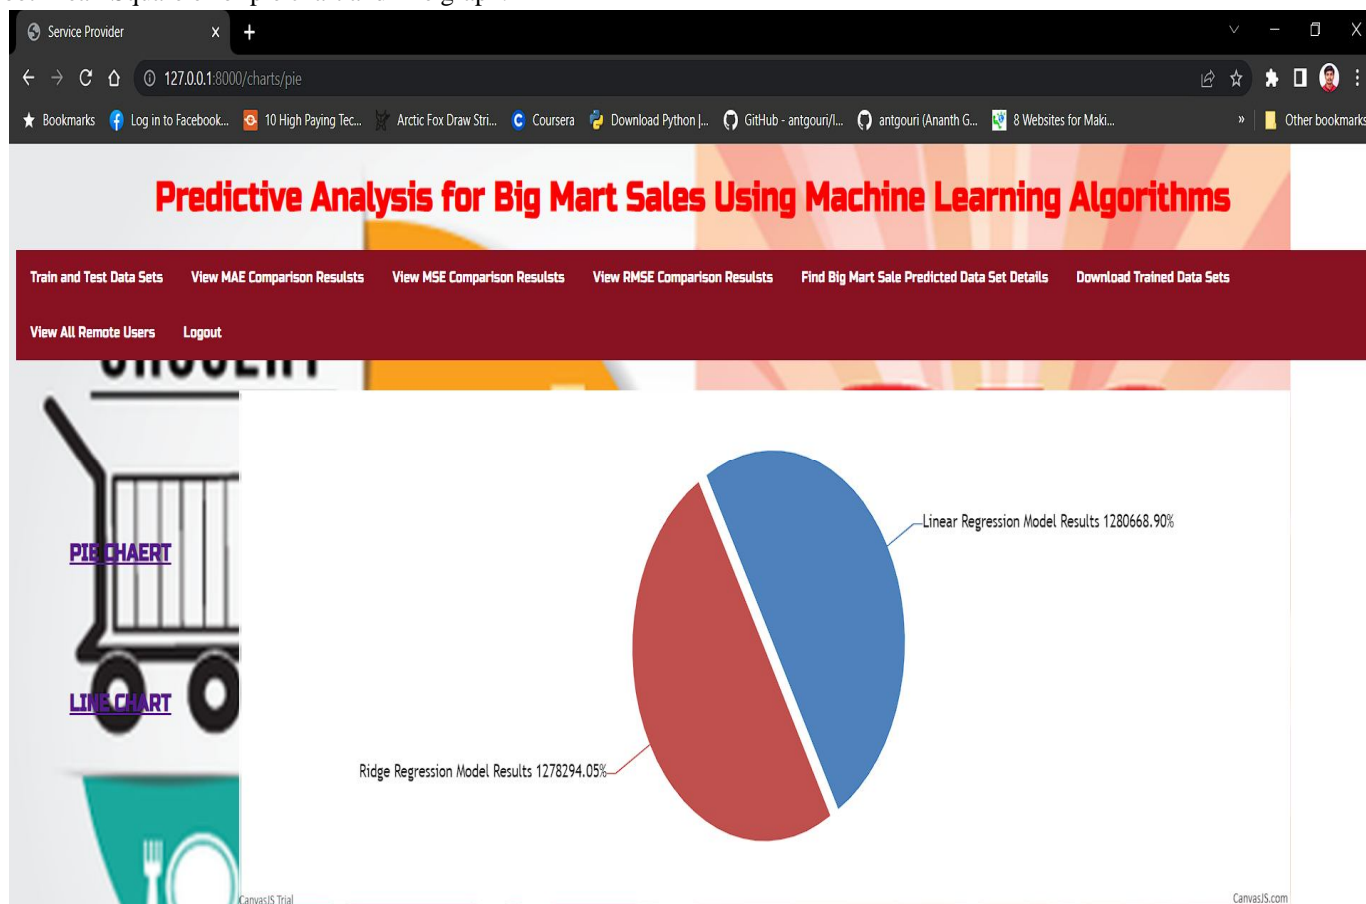 Service Provider
127.0.0.1:8000/charts/pie
Bookmarks Log in to Facebook... 10 High Paying Tec... Arctic Fox Draw Stri... Coursera Download Python |... GitHub - antgouri/l... antgouri (Ananth G... 8 Websites for Maki... » Other bookmarks
Predictive Analysis for Big Mart Sales Using Machine Learning Algorithms
Train and Test Data Sets View MAE Comparison Resulsts View MSE Comparison Resulsts View RMSE Comparison Resulsts Find Big Mart Sale Predicted Data Set Details Download Trained Data Sets
View All Remote Users Logout
Linear Regression Model Results 1280668.90%
PIE CHAERT
LINE CHART
Ridge Regression Model Results 1278294.05%
CanvasJS Trial CanvasJS.com